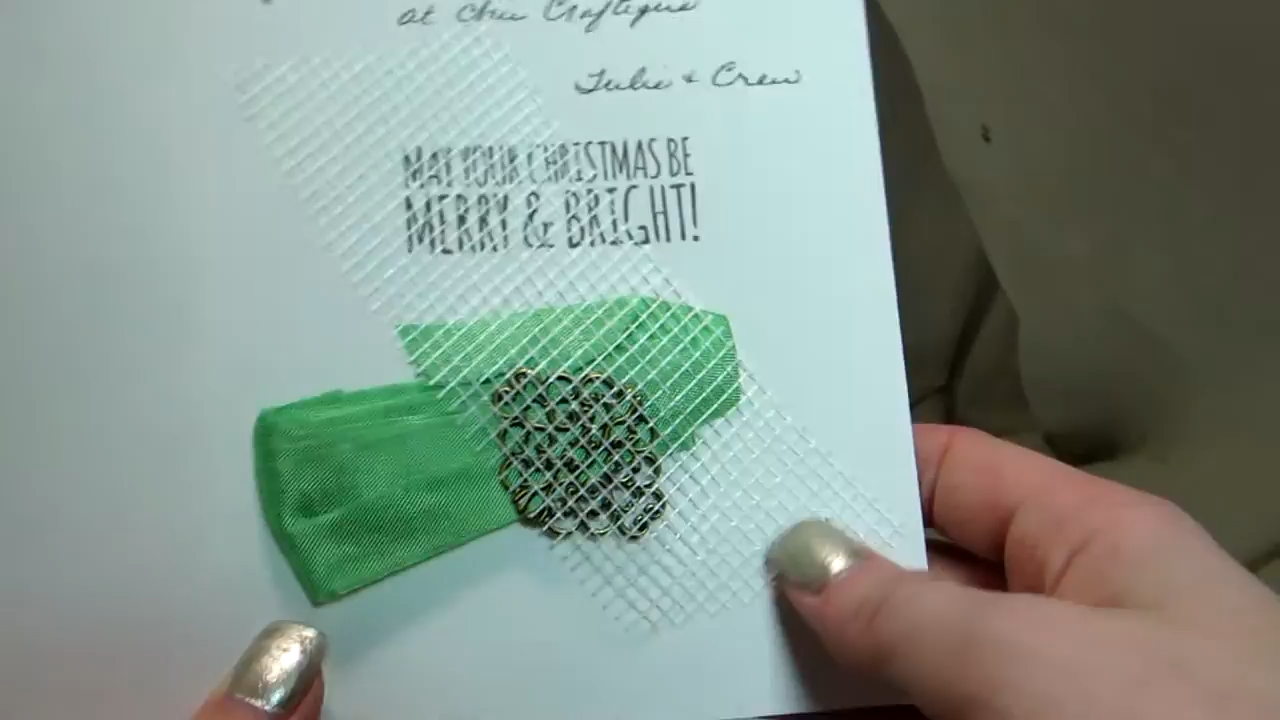 at Chic Craftique
Julie & Crew
MAY YOUR CHRISTMAS BE
MERRY & BRIGHT!